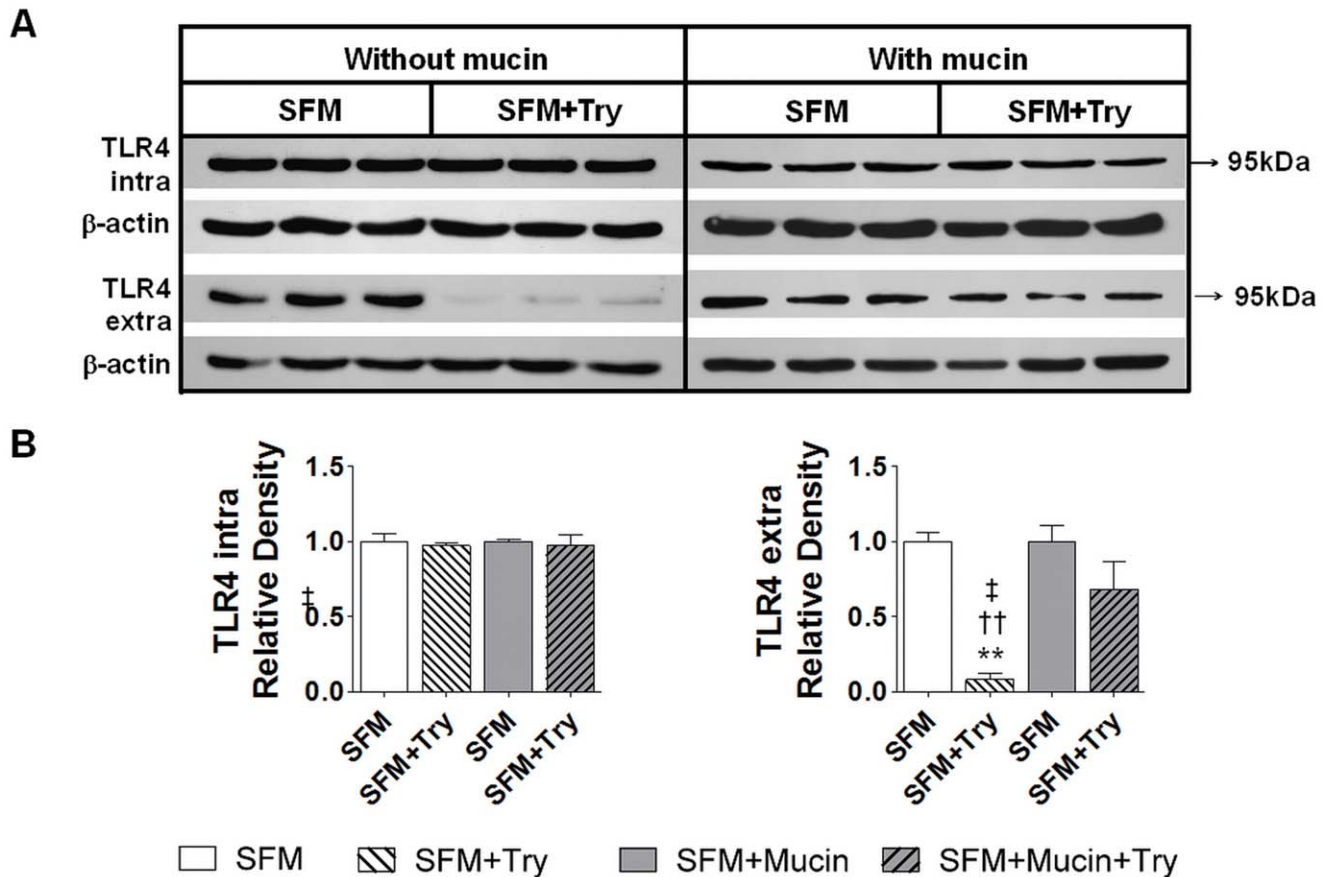 A
Without mucin
With mucin
SFM
SFM+Try
SFM
SFM+Try
TLR4
intra
95kDa
β-actin
TLR4
extra
95kDa
β-actin
B
TLR4 intra
Relative Density
1.5
1.0
‡
0.5
0.0
SFM
SFM+Try
SFM
SFM+Try
TLR4 extra
Relative Density
1.5
1.0
0.5
0.0
‡
††
**
SFM
SFM+Try
SFM
SFM+Try
SFM
SFM+Try
SFM+Mucin
SFM+Mucin+Try